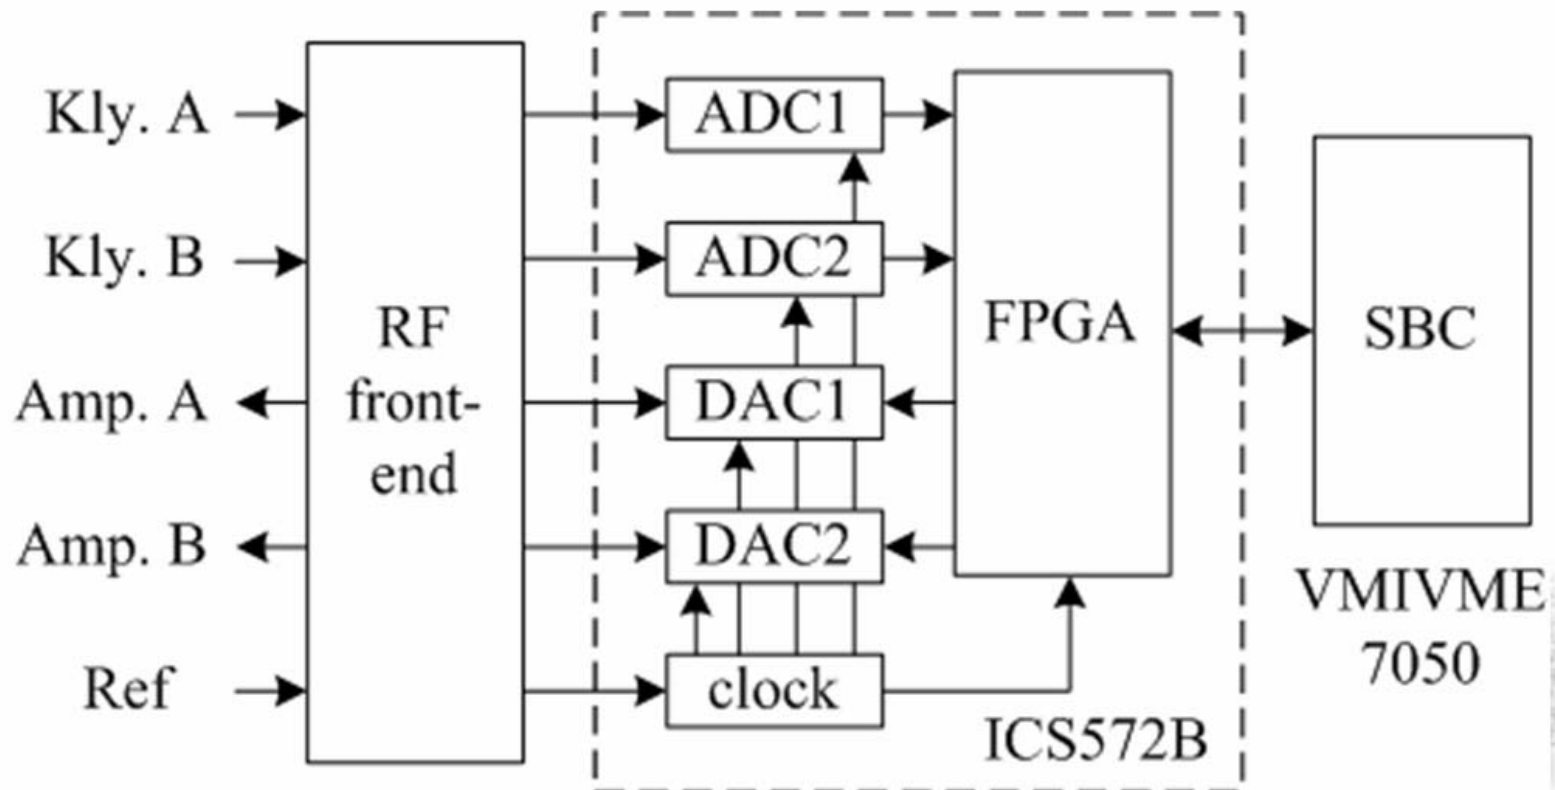 Kly. A
ADC1
Kly. B
ADC2
RF
front-
end
FPGA
SBC
Amp. A
DAC1
Amp. B
DAC2
VMIVME
7050
Ref
clock
ICS572B